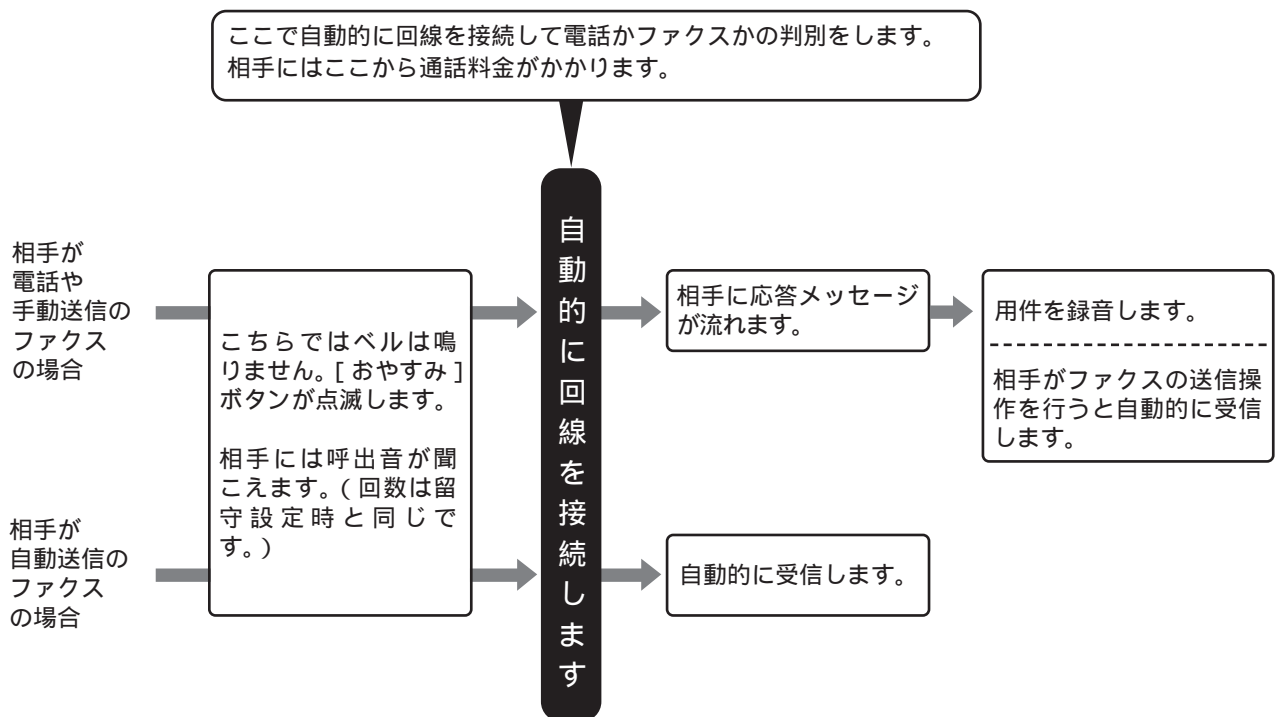 ここで自動的に回線を接続して電話かファクスかの判別をします。
相手にはここから通話料金がかかります。
相手が
電話や
手動送信の
ファクス
の場合
こちらではベルは鳴
りません。[ おやすみ ]
ボタンが点滅します。
相手には呼出音が聞
こえます。( 回数は留
守設定時と同じで
す。)
自動的に回線を接続します
相手に応答メッセージ
が流れます。
用件を録音します。
相手がファクスの送信操
作を行うと自動的に受信
します。
相手が
自動送信の
ファクス
の場合
自動的に受信します。